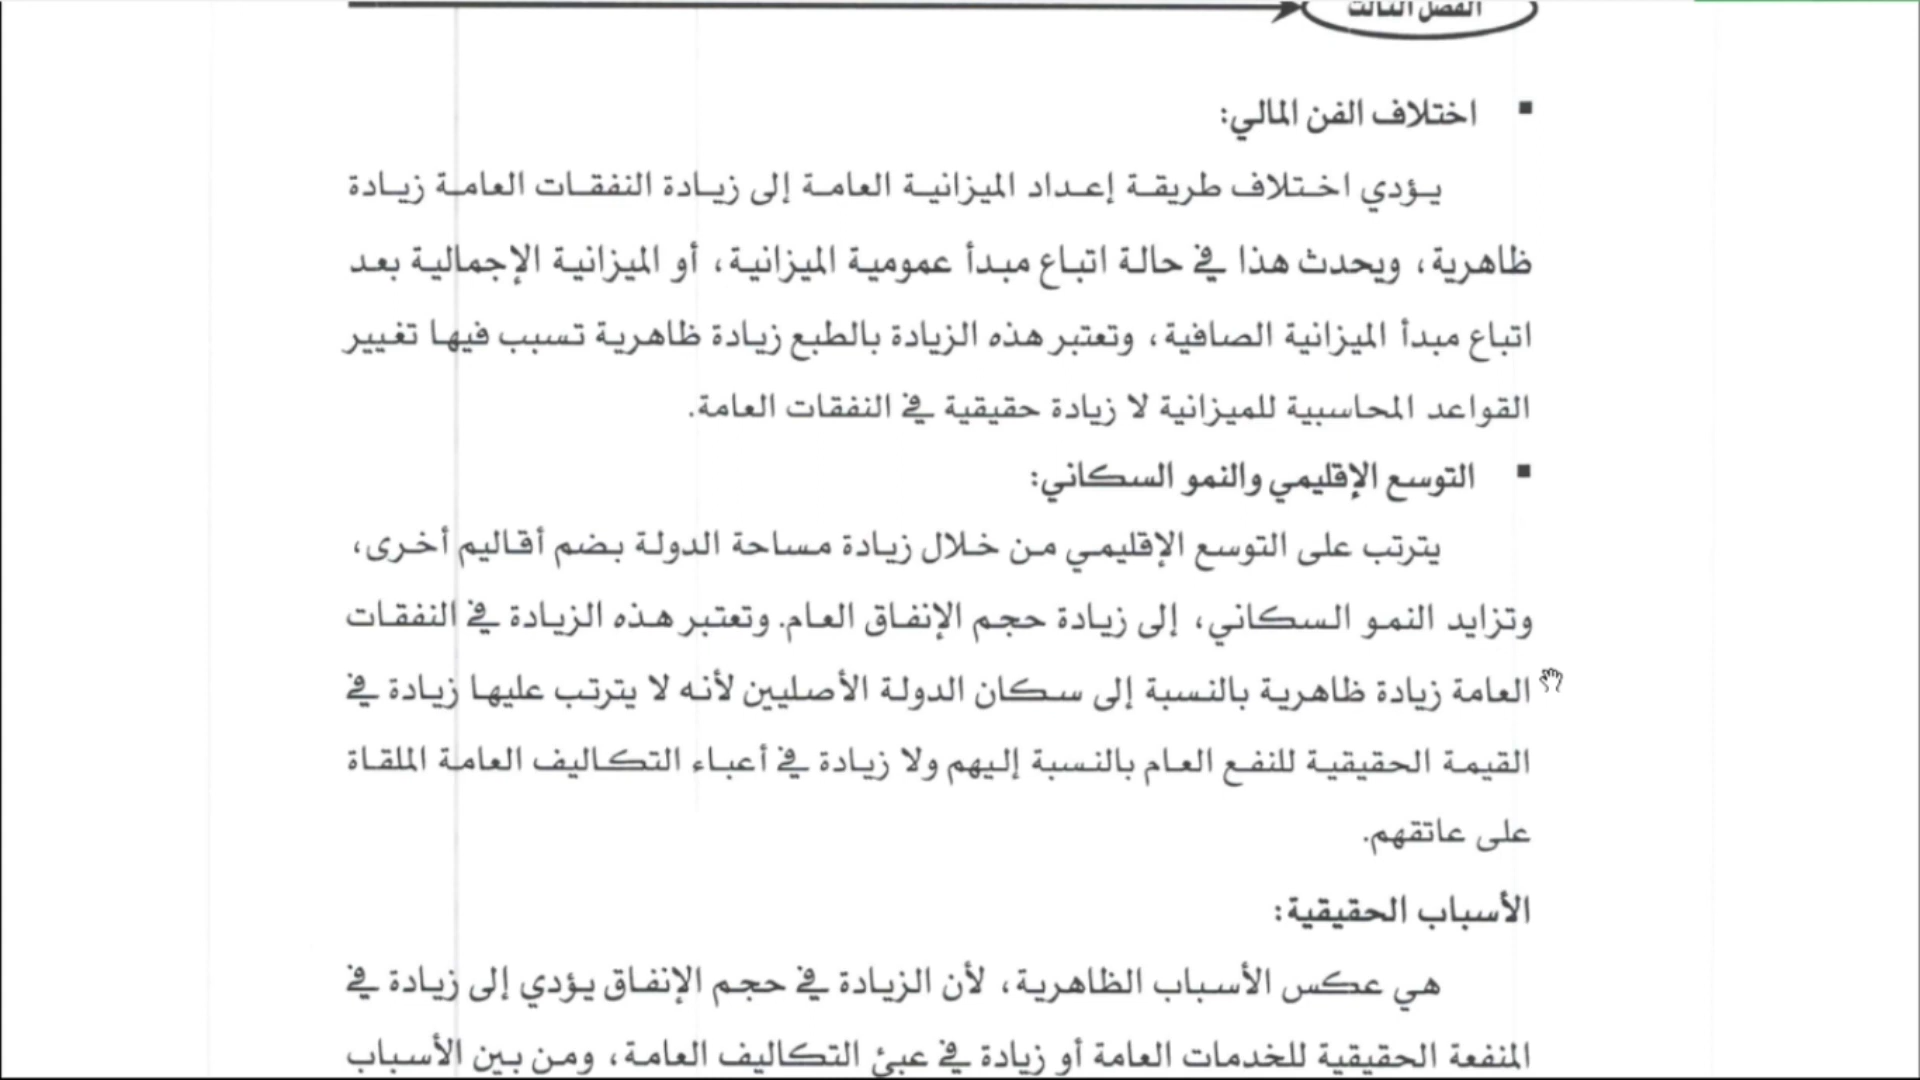 الفصل الثالث
▪ اختلاف الفن المالي:
يؤدي اختلاف طريقة إعداد الميزانية العامة إلى زيادة النفقات العامة زيادة
ظاهرية، ويحدث هذا في حالة اتباع مبدأ عمومية الميزانية، أو الميزانية الإجمالية بعد
اتباع مبدأ الميزانية الصافية، وتعتبر هذه الزيادة بالطبع زيادة ظاهرية تسبب فيها تغيير
القواعد المحاسبية للميزانية لا زيادة حقيقية في النفقات العامة.
▪ التوسع الإقليمي والنمو السكاني:
يترتب على التوسع الإقليمي من خلال زيادة مساحة الدولة بضم أقاليم أخرى،
وتزايد النمو السكاني، إلى زيادة حجم الإنفاق العام. وتعتبر هذه الزيادة في النفقات
العامة زيادة ظاهرية بالنسبة إلى سكان الدولة الأصليين لأنه لا يترتب عليها زيادة في
القيمة الحقيقية للنفع العام بالنسبة إليهم ولا زيادة في أعباء التكاليف العامة الملقاة
على عاتقهم.
الأسباب الحقيقية:
هي عكس الأسباب الظاهرية، لأن الزيادة في حجم الإنفاق يؤدي إلى زيادة في
المنفعة الحقيقية للخدمات العامة أو زيادة في عبئ التكاليف العامة، ومن بين الأسباب